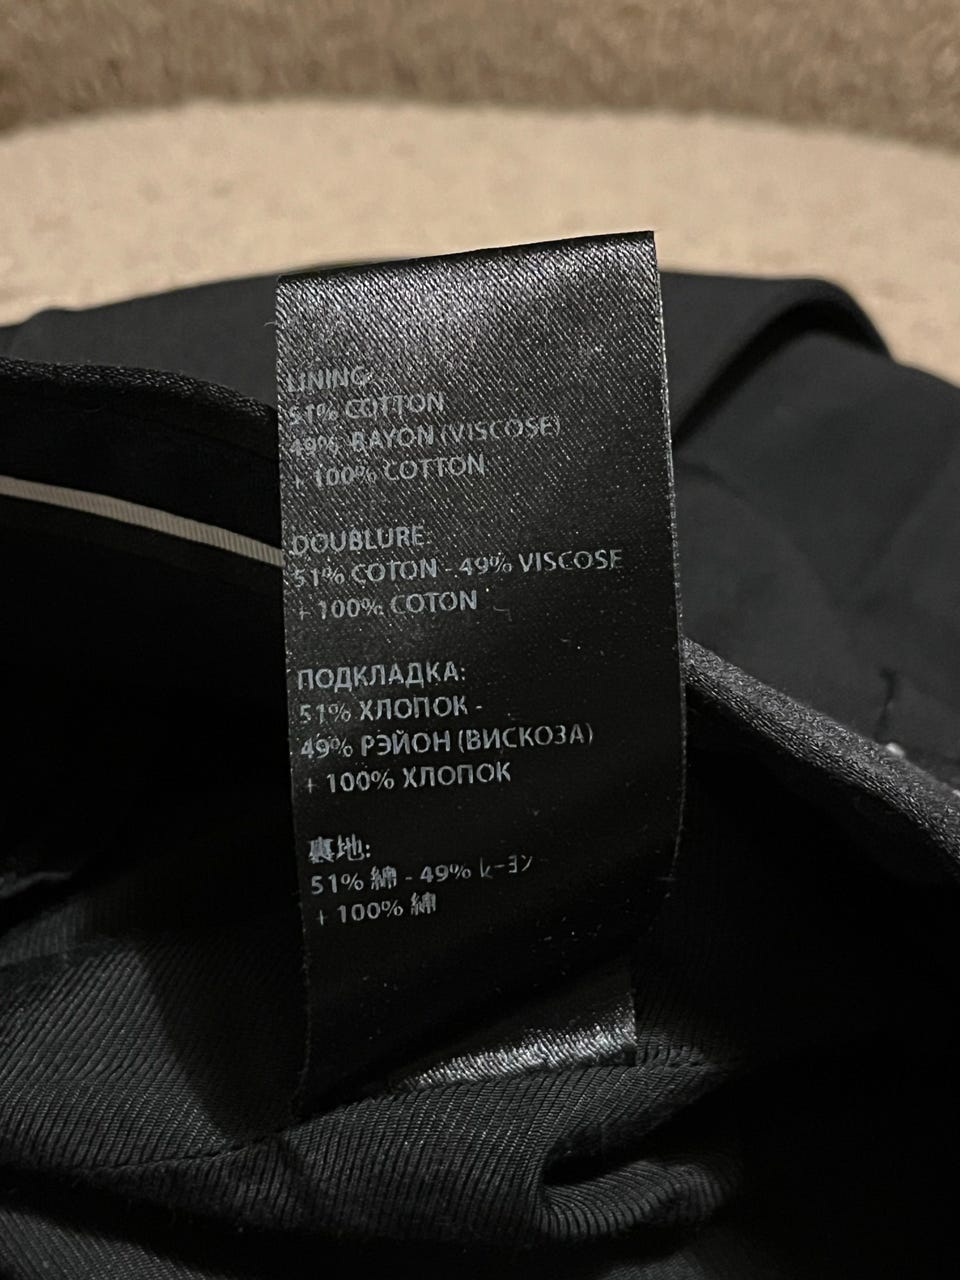 LINING:
51% COTTON
49% RAYON (VISCOSE)
+ 100% COTTON
DOUBLURE:
51% COTON - 49% VISCOSE
+ 100% COTON
ПОДКЛАДКА:
51% ХЛОПОК -
49% РЭЙОН (ВИСКОЗА)
+ 100% ХЛОПОК
裏地:
51% 綿 - 49% レーヨン
+ 100% 綿